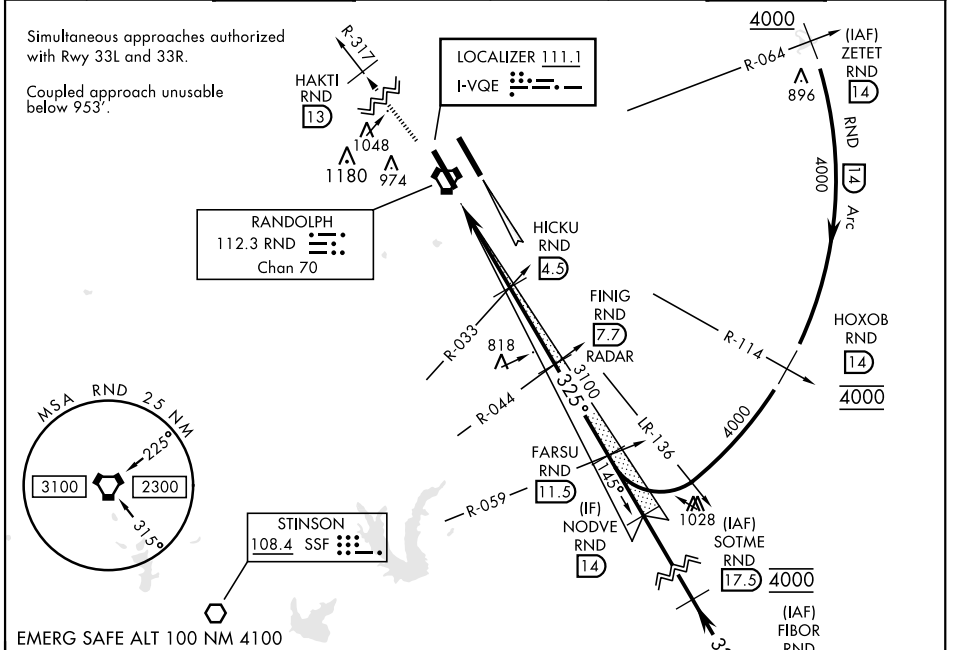 Simultaneous approaches authorized
with Rwy 33L and 33R.
Coupled approach unusable
below 953'.
R-317
HAKTI
RND
13
LOCALIZER 111.1
I-VQE
4000
(IAF)
ZETET
RND
14
R-064
896
1048
1180
974
RND
14
Arc
4000
RANDOLPH
112.3 RND
Chan 70
HICKU
RND
4.5
R-033
FINIG
RND
7.7
RADAR
818
R-044
3100
325°
R-114
HOXOB
RND
14
4000
4000
LR-136
MSA RND 25 NM
225°
3100
2300
315°
FARSU
RND
11.5
145°
R-059
(IF)
NODVE
RND
14
1028
(IAF)
SOTME
RND
17.5
4000
STINSON
108.4 SSF
(IAF)
FIBOR
RND
EMERG SAFE ALT 100 NM 4100